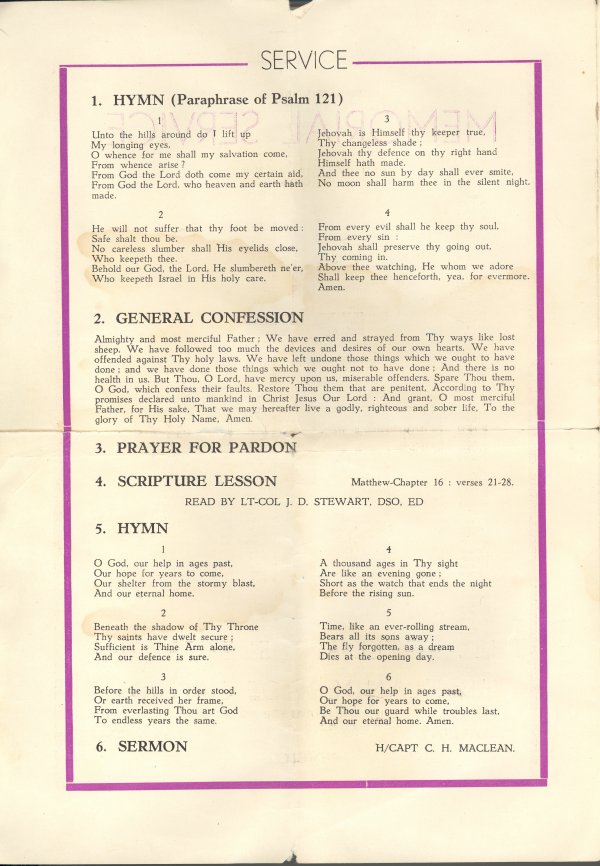 SERVICE
1. HYMN (Paraphrase of Psalm 121)
1
Unto the hills around do I lift up
My longing eyes,
O whence for me shall my salvation come,
From whence arise ?
From God the Lord doth come my certain aid,
From God the Lord, who heaven and earth hath
made.
2
He will not suffer that thy foot be moved :
Safe shalt thou be.
No careless slumber shall His eyelids close,
Who keepeth thee.
Behold our God, the Lord, He slumbereth ne'er,
Who keepeth Israel in His holy care.
3
Jehovah is Himself thy keeper true,
Thy changeless shade ;
Jehovah thy defence on thy right hand
Himself hath made.
And thee no sun by day shall ever smite,
No moon shall harm thee in the silent night.
4
From every evil shall he keep thy soul,
From every sin :
Jehovah shall preserve thy going out,
Thy coming in.
Above thee watching, He whom we adore
Shall keep thee henceforth, yea, for evermore.
Amen.
2. GENERAL CONFESSION
Almighty and most merciful Father ; We have erred and strayed from Thy ways like lost
sheep. We have followed too much the devices and desires of our own hearts. We have
offended against Thy holy laws. We have left undone those things which we ought to have
done ; and we have done those things which we ought not to have done ; And there is no
health in us. But Thou, O Lord, have mercy upon us, miserable offenders. Spare Thou them,
O God, which confess their faults. Restore Thou them that are penitent, According to Thy
promises declared unto mankind in Christ Jesus Our Lord : And grant, O most merciful
Father, for His sake, That we may hereafter live a godly, righteous and sober life, To the
glory of Thy Holy Name, Amen.
3. PRAYER FOR PARDON
4. SCRIPTURE LESSON Matthew-Chapter 16 : verses 21-28.
READ BY LT-COL J. D. STEWART, DSO, ED
5. HYMN
1
O God, our help in ages past,
Our hope for years to come,
Our shelter from the stormy blast,
And our eternal home.
2
Beneath the shadow of Thy Throne
Thy saints have dwelt secure ;
Sufficient is Thine Arm alone,
And our defence is sure.
3
Before the hills in order stood,
Or earth received her frame,
From everlasting Thou art God
To endless years the same.
4
A thousand ages in Thy sight
Are like an evening gone ;
Short as the watch that ends the night
Before the rising sun.
5
Time, like an ever-rolling stream,
Bears all its sons away ;
The fly forgotten, as a dream
Dies at the opening day.
6
O God, our help in ages past,
Our hope for years to come,
Be Thou our guard while troubles last,
And our eternal home. Amen.
6. SERMON H/CAPT C. H. MACLEAN.